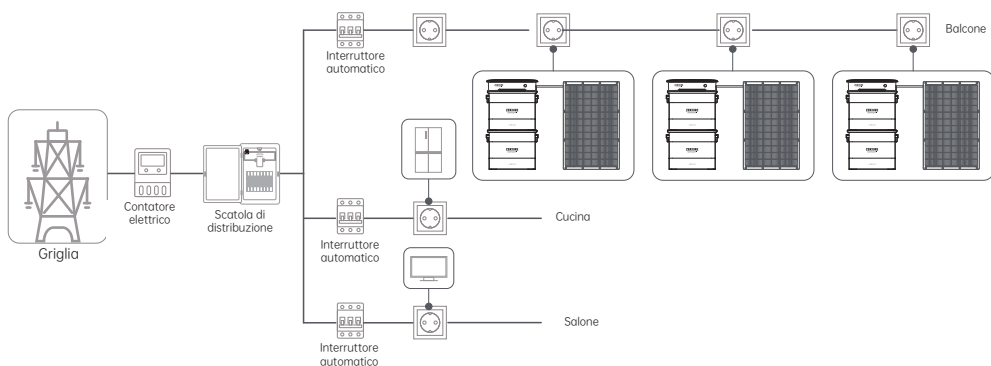 Balcone
Interruttore
automatico
Griglia
Contatore
elettrico
Scatola di
distribuzione
Interruttore
automatico
Cucina
Interruttore
automatico
Salone